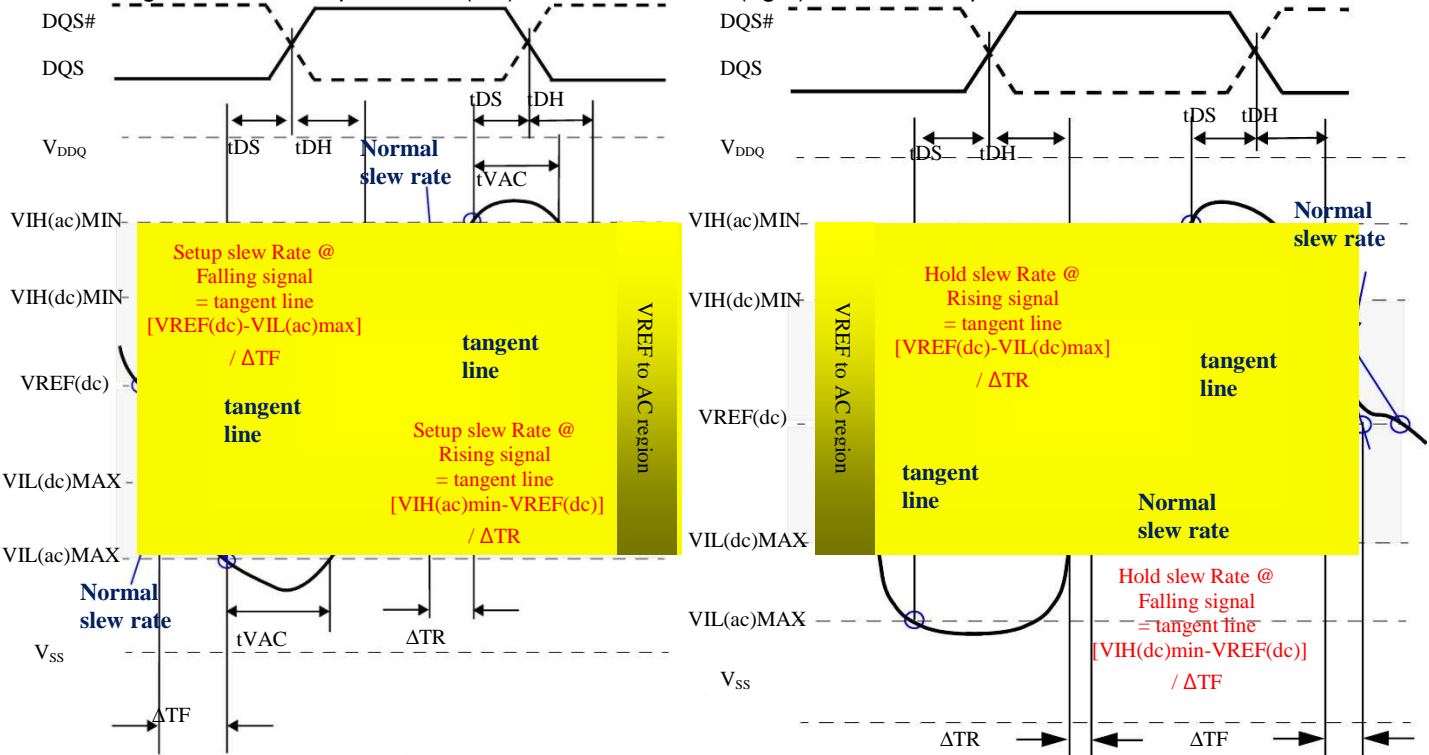 DQS#
DQS
tDS
tDH
tDS
tDH
VDDQ
Normal
slew rate
tVAC
VIH(ac)MIN
Setup slew Rate @
Falling signal
= tangent line
[VREF(dc)-VIL(ac)max]
/ ΔTF
VIH(dc)MIN
tangent
line
VREF to AC region
VREF(dc)
tangent
line
Setup slew Rate @
Rising signal
= tangent line
[VIH(ac)min-VREF(dc)]
/ ΔTR
VIL(dc)MAX
VIL(ac)MAX
Normal
slew rate
tVAC
ΔTR
VSS
ΔTF
DQS#
DQS
tDS
tDH
tDS
tDH
VDDQ
VIH(ac)MIN
Normal
slew rate
Hold slew Rate @
Rising signal
= tangent line
[VREF(dc)-VIL(dc)max]
/ ΔTR
VIH(dc)MIN
VREF to AC region
tangent
line
VREF(dc)
tangent
line
Normal
slew rate
VIL(dc)MAX
Hold slew Rate @
Falling signal
= tangent line
[VIH(dc)min-VREF(dc)]
/ ΔTF
VIL(ac)MAX
VSS
ΔTR
ΔTF